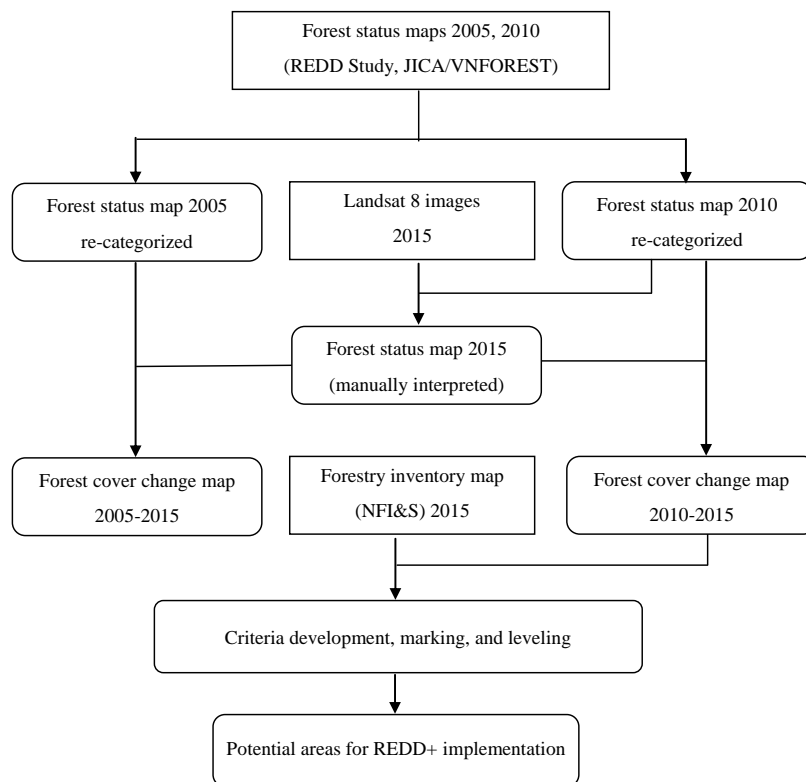 Forest status maps 2005, 2010
(REDD Study, JICA/VNFOREST)
Forest status map 2005
re-categorized
Landsat 8 images
2015
Forest status map 2010
re-categorized
Forest status map 2015
(manually interpreted)
Forest cover change map
2005-2015
Forestry inventory map
(NFI&S) 2015
Forest cover change map
2010-2015
Criteria development, marking, and leveling
Potential areas for REDD+ implementation